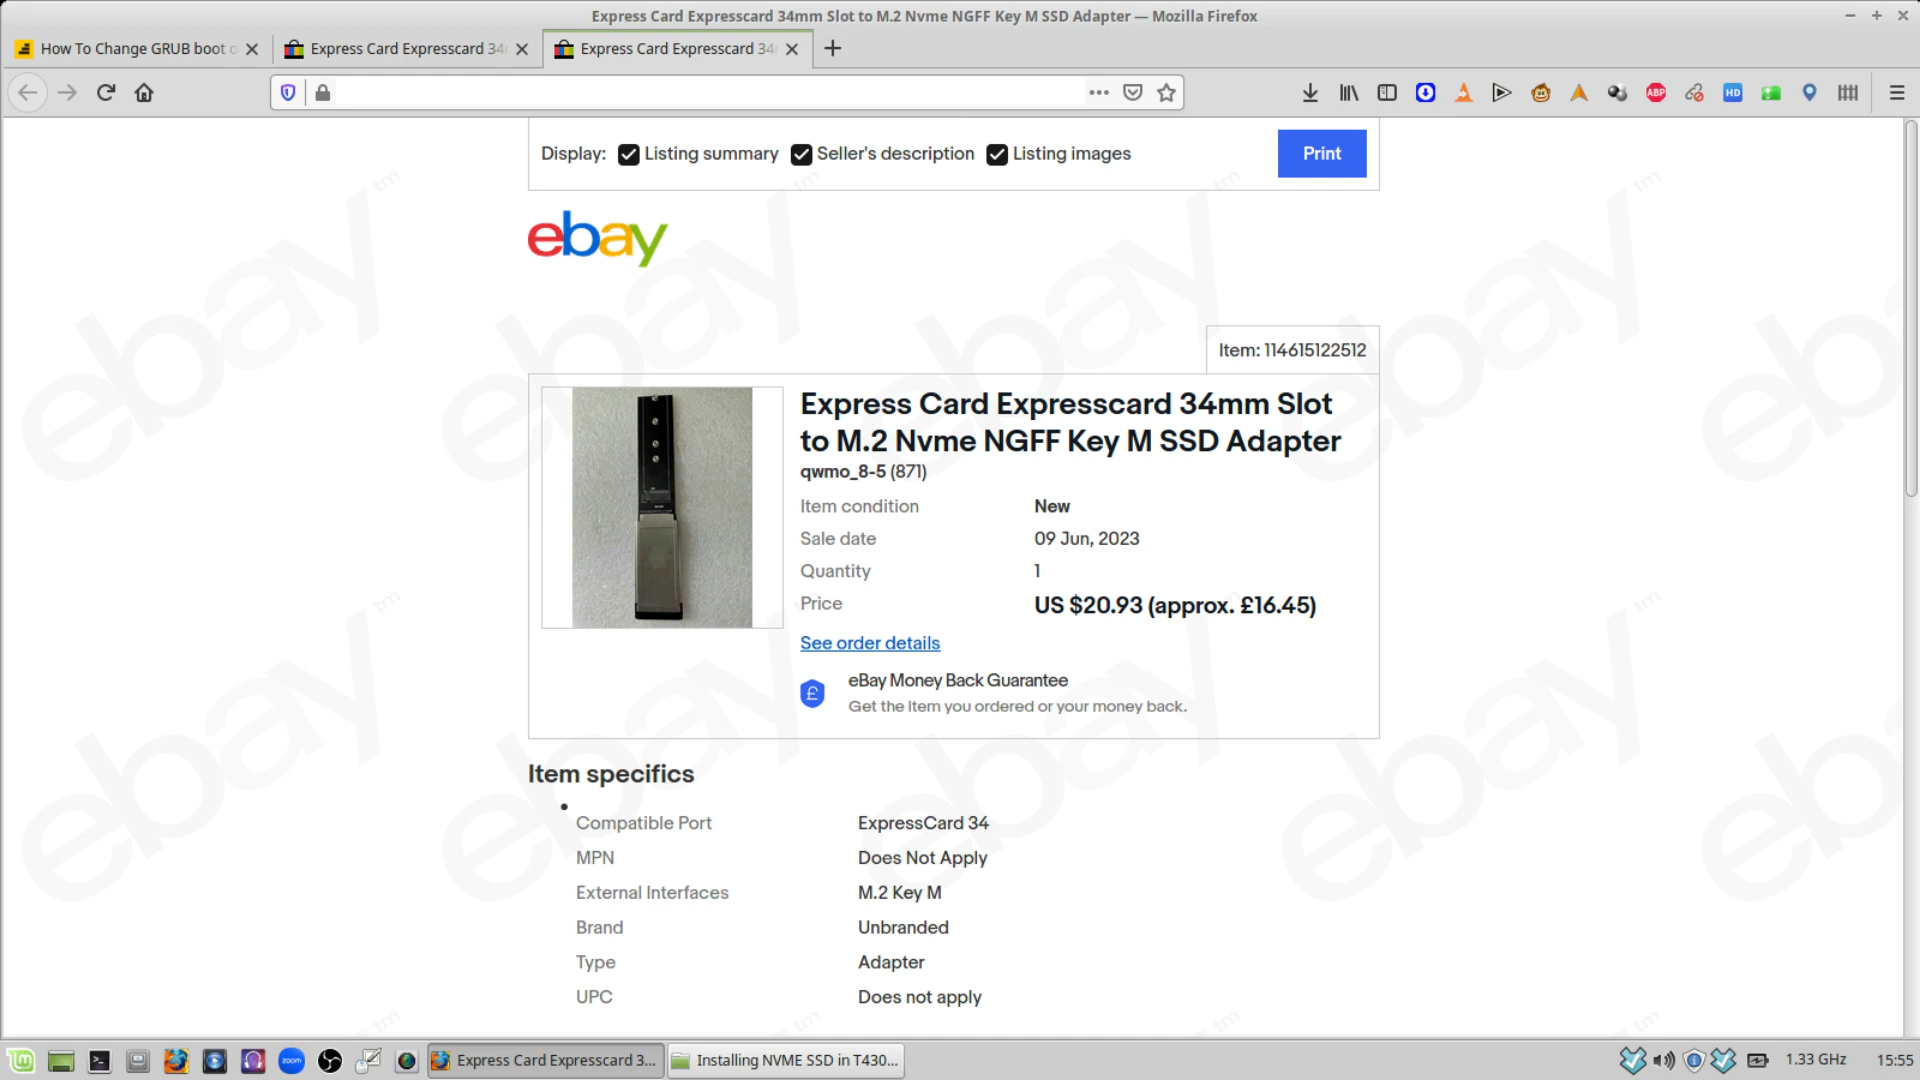 Express Card Expresscard 34mm Slot to M.2 Nvme NGFF Key M SSD Adapter — Mozilla Firefox
How To Change GRUB boot o
Express Card Expresscard 34
Express Card Expresscard 34
ABP
HD
Display: Listing summary Seller's description Listing images Print
ebay
Item: 114615122512
Express Card Expresscard 34mm Slot
to M.2 Nvme NGFF Key M SSD Adapter
qwmo_8-5 (871)
Item condition New
Sale date 09 Jun, 2023
Quantity 1
Price US $20.93 (approx. £16.45)
See order details
£ eBay Money Back Guarantee
Get the item you ordered or your money back.
Item specifics
Compatible Port ExpressCard 34
MPN Does Not Apply
External Interfaces M.2 Key M
Brand Unbranded
Type Adapter
UPC Does not apply
zoom
Express Card Expresscard 3...
Installing NVME SSD in T430...
1.33 GHz
15:55